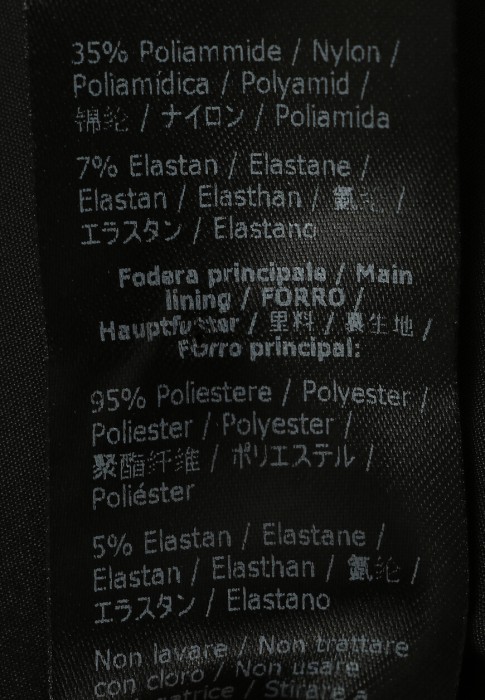 35% Poliammide / Nylon /
Poliamídica / Polyamid /
锦纶 / ナイロン / Poliamida
7% Elastan / Elastane /
Elastan / Elasthan / 氨纶 /
エラスタン / Elastano
Fodera principale / Main
lining / FORRO /
Hauptfutter / 里料 / 裏生地 /
Forro principal:
95% Poliestere / Polyester /
Poliester / Polyester /
聚酯纤维 / ポリエステル /
Poliéster
5% Elastan / Elastane /
Elastan / Elasthan / 氨纶 /
エラスタン / Elastano
Non lavare / Non trattare
con cloro / Non usare
/ Stirare a